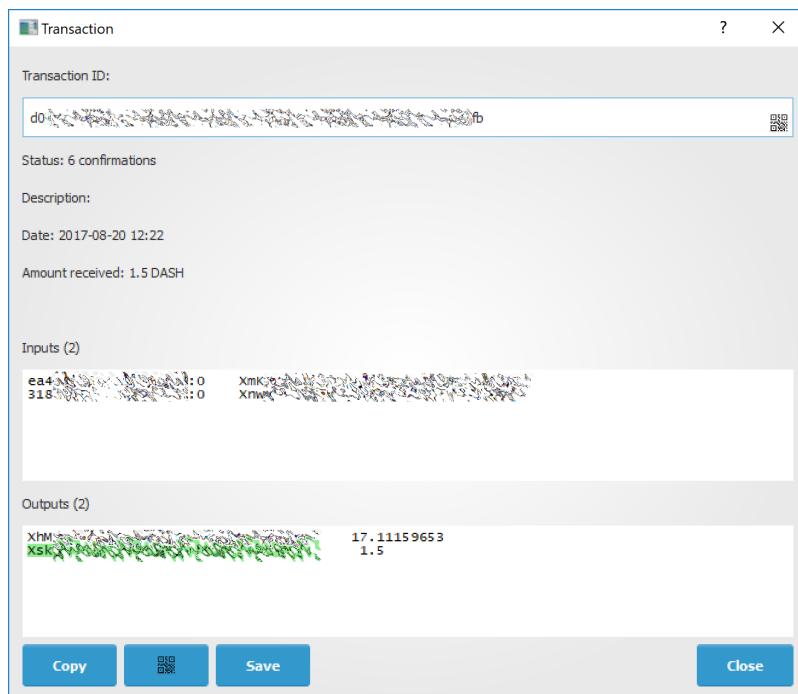 Transaction
Transaction ID:
d0 fb
Status: 6 confirmations
Description:
Date: 2017-08-20 12:22
Amount received: 1.5 DASH
Inputs (2)
ea4 :0 XmK
318 :0 Xnw
Outputs (2)
XhM 17.11159653
Xsk 1.5
Copy Save Close